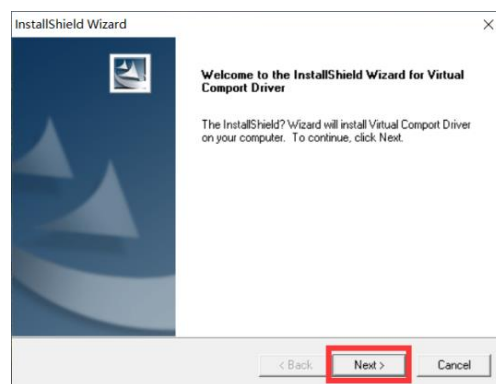 InstallShield Wizard
Welcome to the InstallShield Wizard for Virtual
Comport Driver
The InstallShield? Wizard will install Virtual Comport Driver
on your computer. To continue, click Next.
< Back
Next >
Cancel